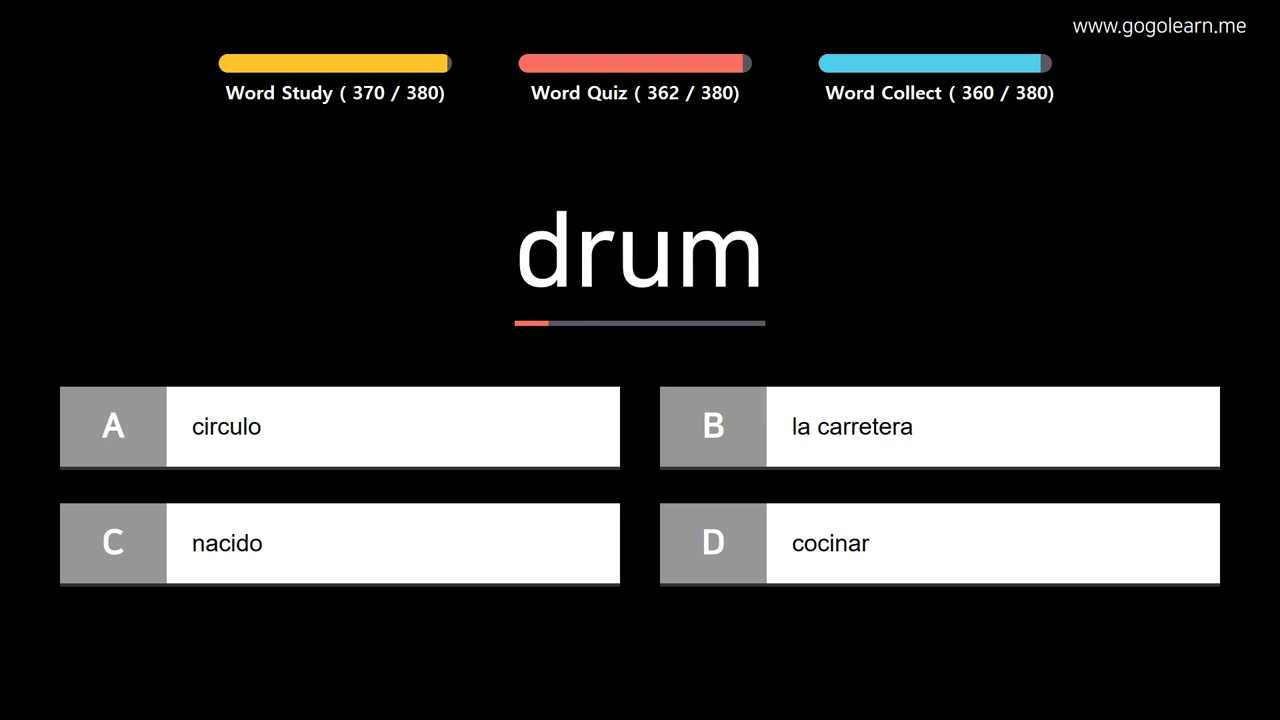 www.gogolearn.me
Word Study ( 370 / 380)
Word Quiz ( 362 / 380)
Word Collect ( 360 / 380)
drum
A circulo
B la carretera
C nacido
D cocinar